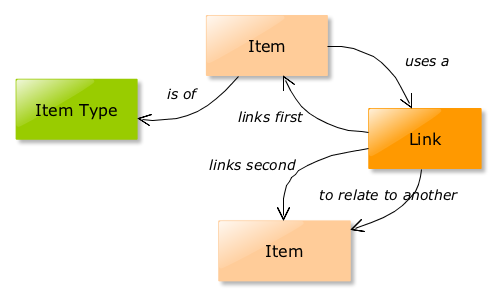 Item
uses a
is of
Item Type
links first
Link
links second
to relate to another
Item